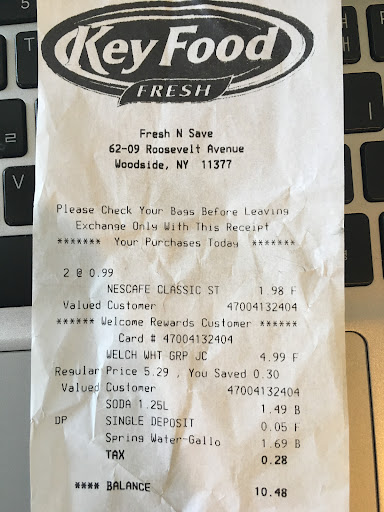 Key Food
FRESH
Fresh N Save
62-09 Roosevelt Avenue
Woodside, NY 11377
Please Check Your Bags Before Leaving
Exchange Only With This Receipt
******* Your Purchases Today *******
2 @ 0.99
NESCAFE CLASSIC ST 1.98 F
Valued Customer 47004132404
****** Welcome Rewards Customer ******
Card # 47004132404
WELCH WHT GRP JC 4.99 F
Regular Price 5.29 , You Saved 0.30
Valued Customer 47004132404
SODA 1.25L 1.49 B
DP SINGLE DEPOSIT 0.05 F
Spring Water-Gallo 1.69 B
TAX 0.28
**** BALANCE 10.48